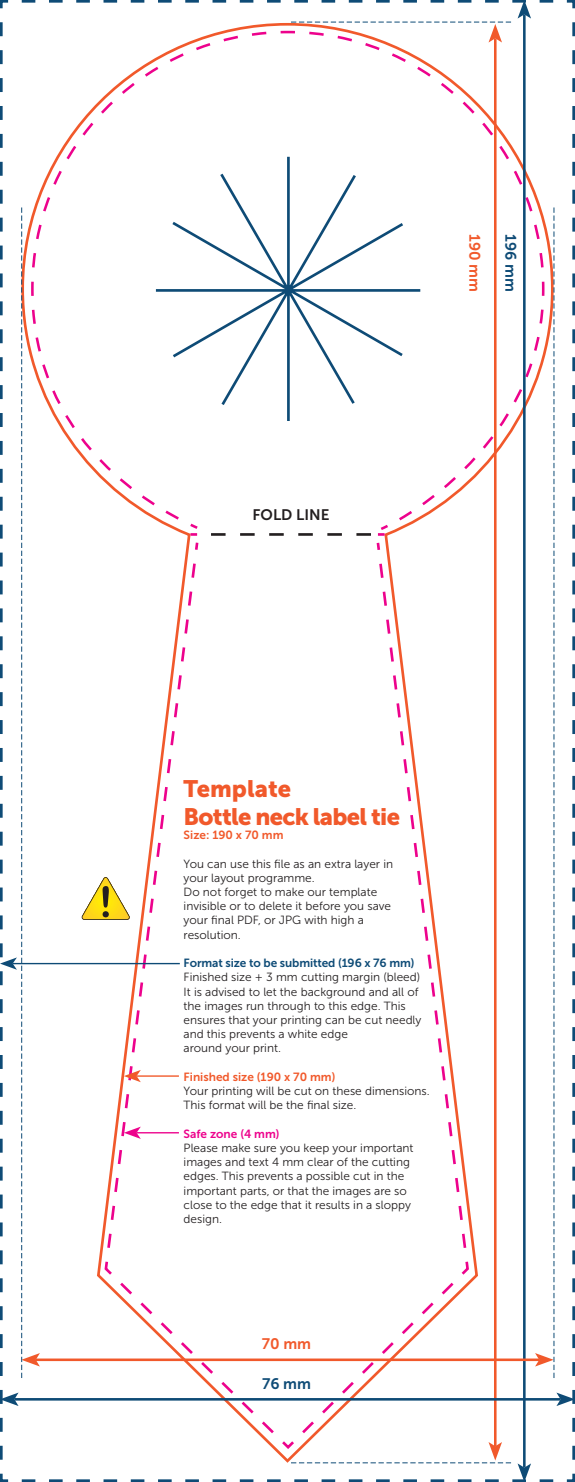 190 mm
196 mm
FOLD LINE
Template
Bottle neck label tie
Size: 190 x 70 mm
You can use this file as an extra layer in
your layout programme.
Do not forget to make our template
invisible or to delete it before you save
your final PDF, or JPG with high a
resolution.
Format size to be submitted (196 x 76 mm)
Finished size + 3 mm cutting margin (bleed)
It is advised to let the background and all of
the images run through to this edge. This
ensures that your printing can be cut needly
and this prevents a white edge
around your print.
Finished size (190 x 70 mm)
Your printing will be cut on these dimensions.
This format will be the final size.
Safe zone (4 mm)
Please make sure you keep your important
images and text 4 mm clear of the cutting
edges. This prevents a possible cut in the
important parts, or that the images are so
close to the edge that it results in a sloppy
design.
70 mm
76 mm